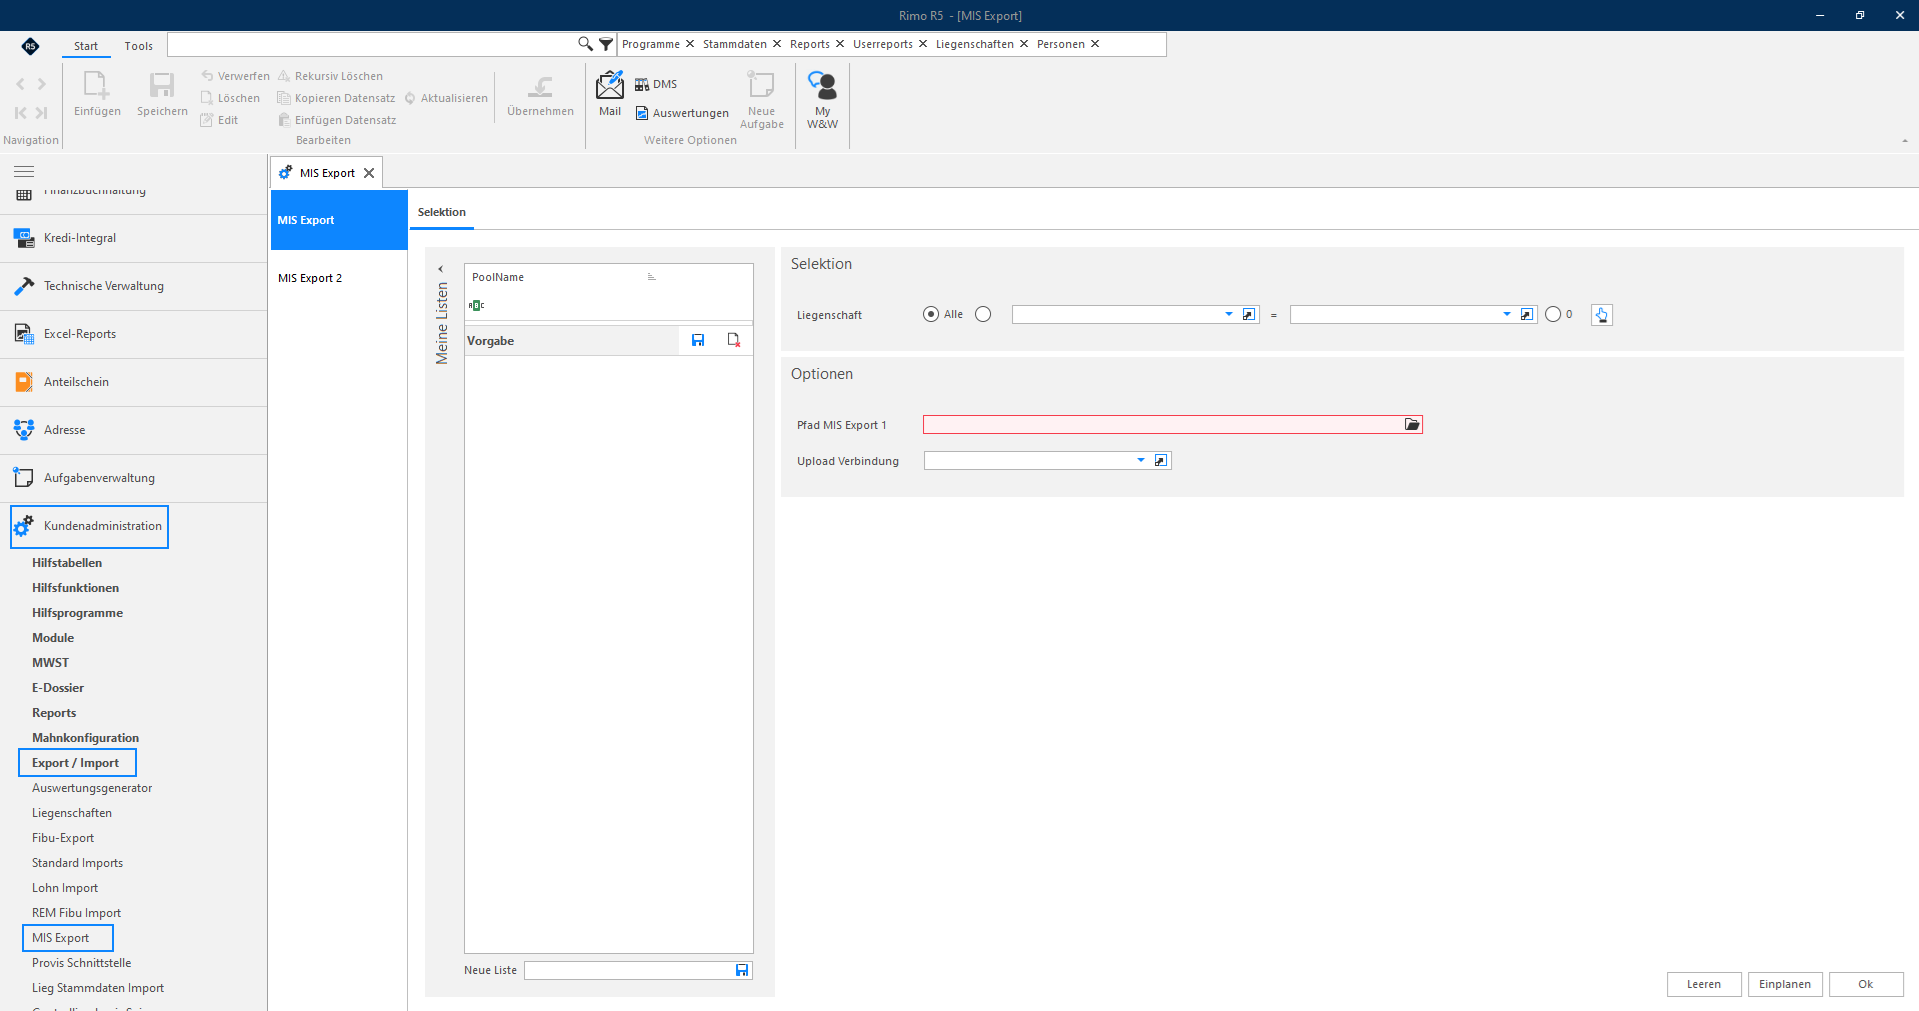 Rimo R5 - [MIS Export]
R5
Start
Tools
Programme
Stammdaten
Reports
Userreports
Liegenschaften
Personen
Einfügen
Speichern
Verwerfen
Löschen
Edit
Rekursiv Löschen
Kopieren Datensatz
Einfügen Datensatz
Aktualisieren
Übernehmen
Mail
DMS
Auswertungen
Neue
Aufgabe
My
W&W
Navigation
Bearbeiten
Weitere Optionen
Finanzbuchhaltung
Kredi-Integral
Technische Verwaltung
Excel-Reports
Anteilschein
Adresse
Aufgabenverwaltung
Kundenadministration
Hilfstabellen
Hilfsfunktionen
Hilfsprogramme
Module
MWST
E-Dossier
Reports
Mahnkonfiguration
Export / Import
Auswertungsgenerator
Liegenschaften
Fibu-Export
Standard Imports
Lohn Import
REM Fibu Import
MIS Export
Provis Schnittstelle
Lieg Stammdaten Import
MIS Export
MIS Export
MIS Export 2
Selektion
Meine Listen
PoolName
ABC
Vorgabe
Neue Liste
Selektion
Liegenschaft
Alle
=
0
Optionen
Pfad MIS Export 1
Upload Verbindung
Leeren
Einplanen
Ok